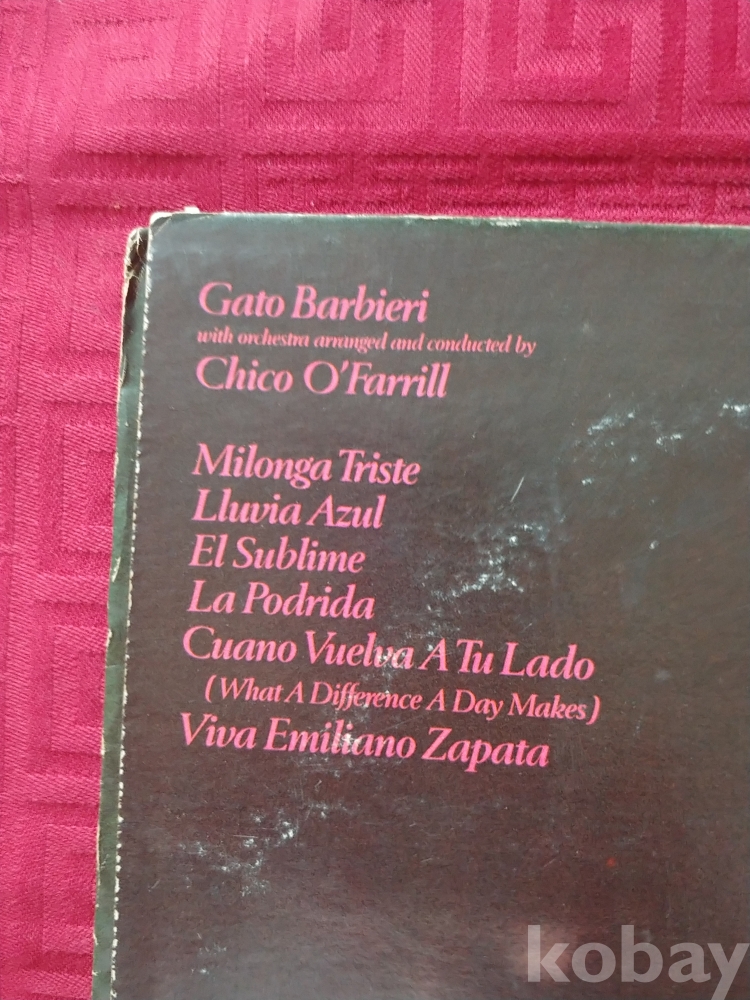 Gato Barbieri
with orchestra arranged and conducted by
Chico O'Farrill
Milonga Triste
Lluvia Azul
El Sublime
La Podrida
Cuano Vuelva A Tu Lado
(What A Difference A Day Makes)
Viva Emiliano Zapata
kobay